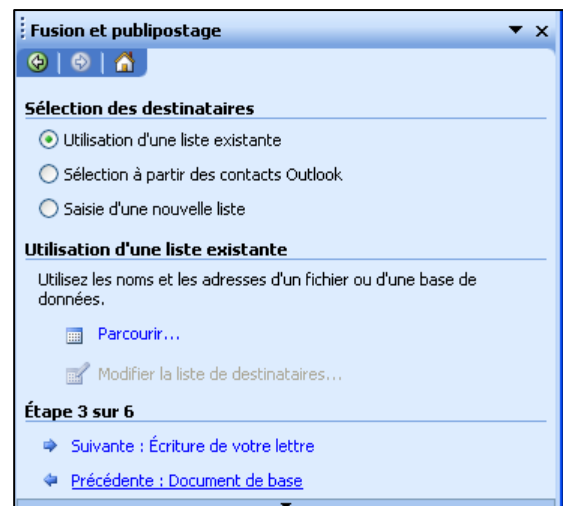 Fusion et publipostage
Sélection des destinataires
Utilisation d'une liste existante
Sélection à partir des contacts Outlook
Saisie d'une nouvelle liste
Utilisation d'une liste existante
Utilisez les noms et les adresses d'un fichier ou d'une base de
données.
Parcourir...
Modifier la liste de destinataires...
Étape 3 sur 6
Suivante : Écriture de votre lettre
Précédente : Document de base